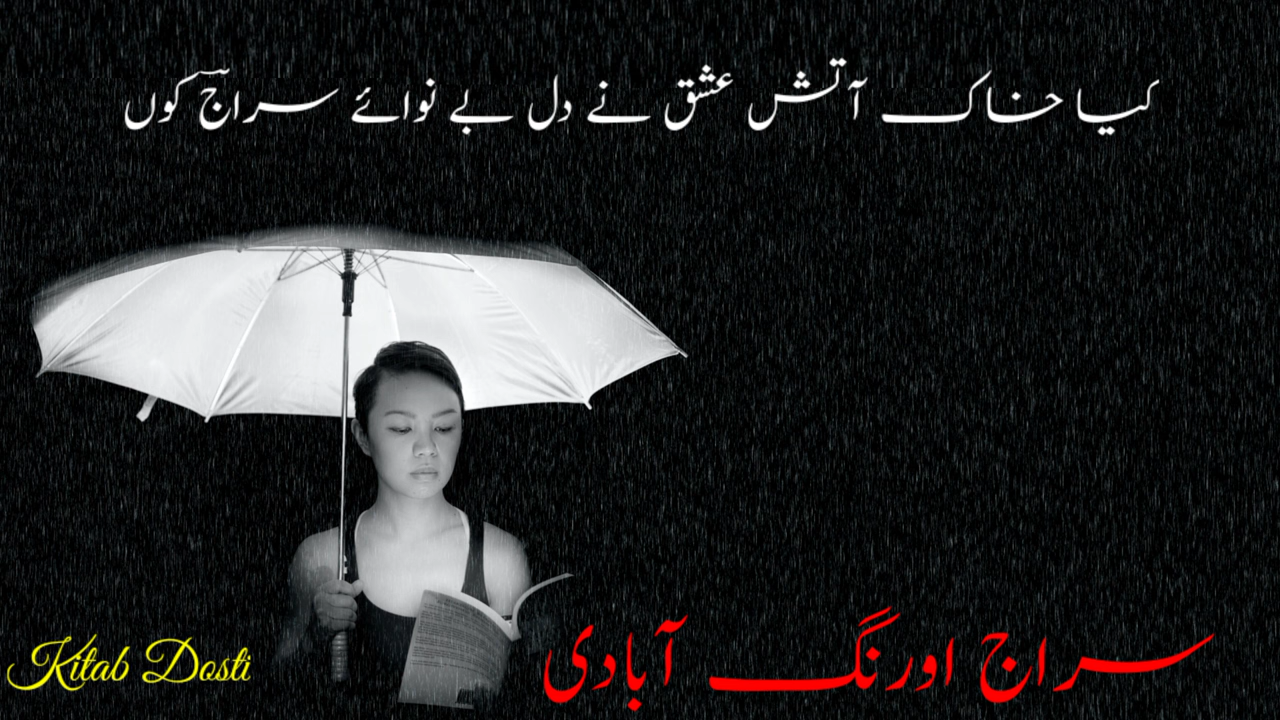 کیا خاک آتش عشق نے دل بے نوائے سراجؔ کوں
سراج اورنگ آبادی
Kitab Dosti